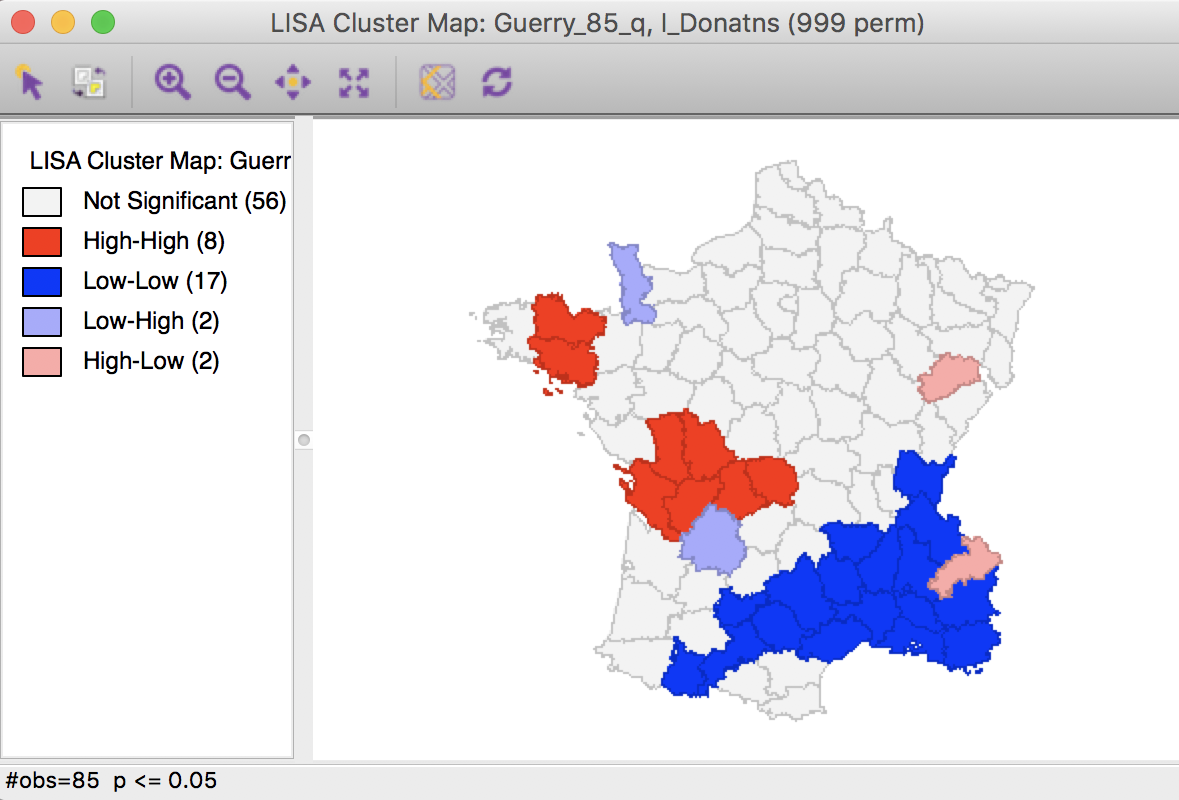 LISA Cluster Map: Guerry_85_q, I_Donatns (999 perm)
LISA Cluster Map: Guerr
Not Significant (56)
High-High (8)
Low-Low (17)
Low-High (2)
High-Low (2)
#obs=85 p <= 0.05